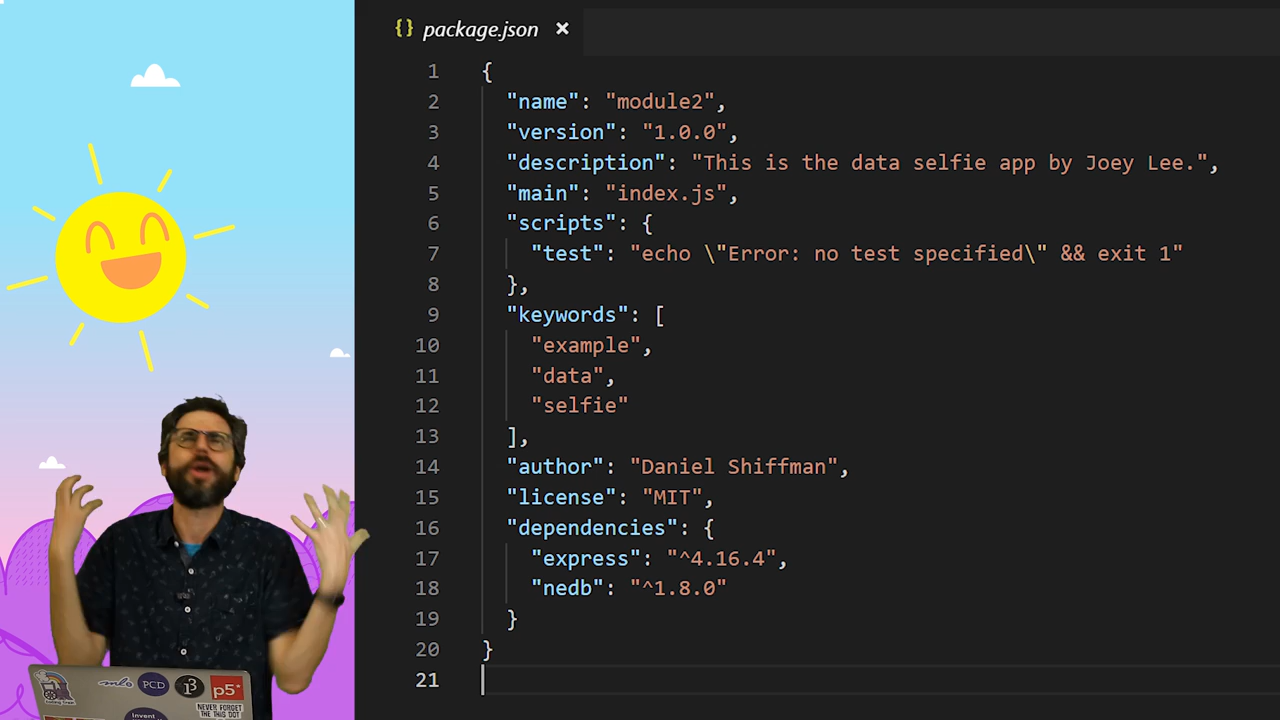 {} package.json ×
1 {
2 "name": "module2",
3 "version": "1.0.0",
4 "description": "This is the data selfie app by Joey Lee.",
5 "main": "index.js",
6 "scripts": {
7 "test": "echo \"Error: no test specified\" && exit 1"
8 },
9 "keywords": [
10 "example",
11 "data",
12 "selfie"
13 ],
14 "author": "Daniel Shiffman",
15 "license": "MIT",
16 "dependencies": {
17 "express": "^4.16.4",
18 "nedb": "^1.8.0"
19 }
20 }
21
PCD
p5*
NEVER FORGET
THE THIS DOT